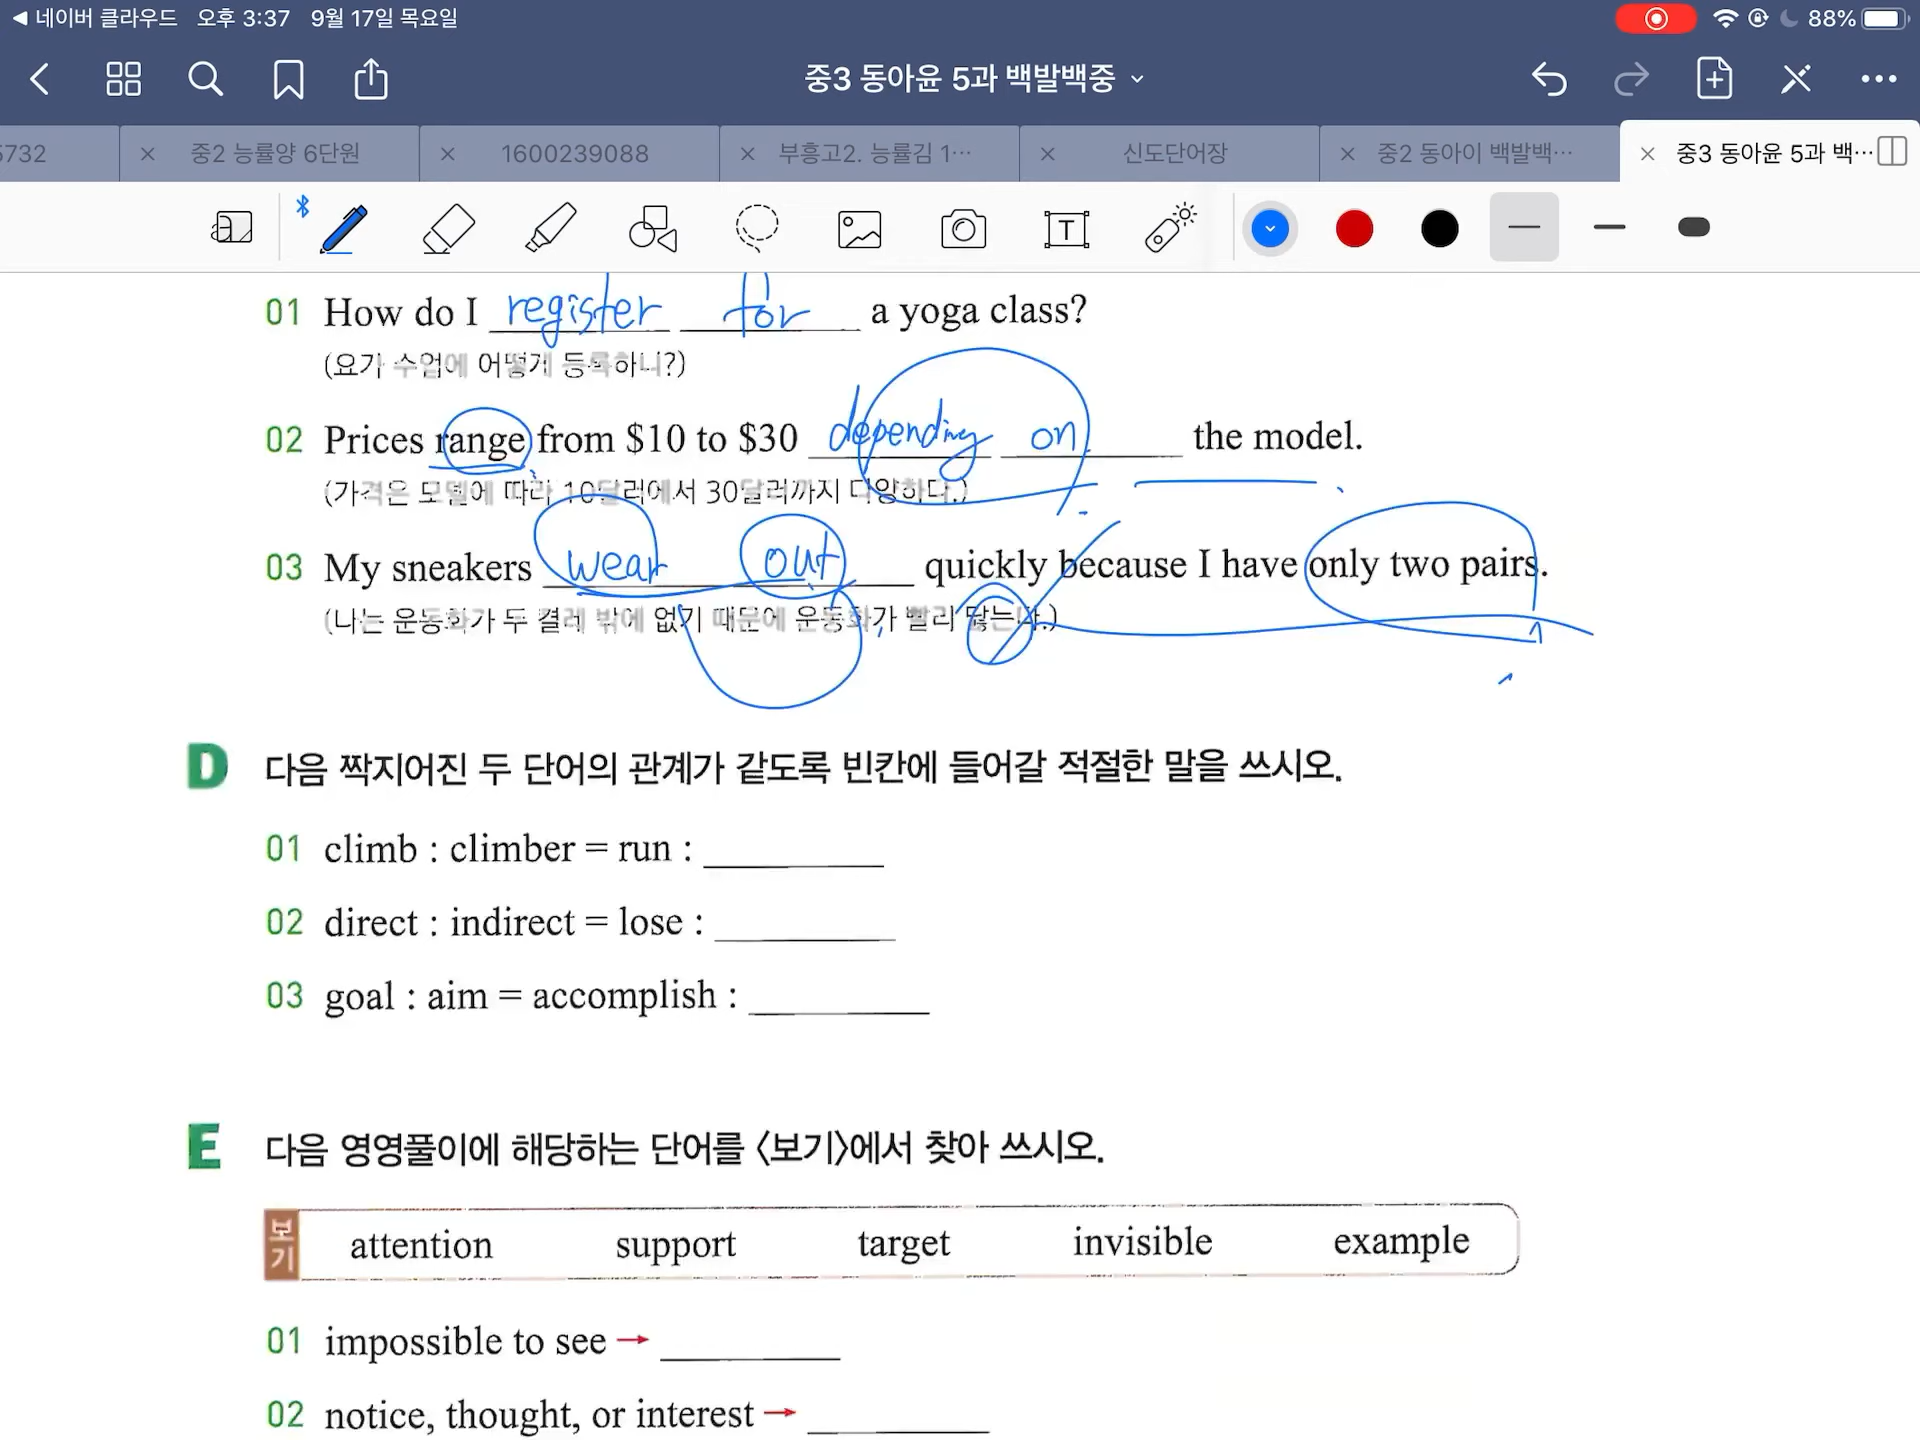 네이버 클라우드 오후 3:37 9월 17일 목요일 88%
중3 동아윤 5과 백발백중
5732 중2 능률양 6단원 1600239088 부흥고2. 능률김 1… 신도단어장 중2 동아이 백발백… 중3 동아윤 5과 백…
01 How do I register for a yoga class?
(요가 수업에 어떻게 등록하니?)
02 Prices range from $10 to $30 depending on the model.
(가격은 모델에 따라 10달러에서 30달러까지 다양하다.)
03 My sneakers wear out quickly because I have only two pairs.
(나는 운동화가 두 켤레 밖에 없기 때문에 운동화가 빨리 닳는다.)
D 다음 짝지어진 두 단어의 관계가 같도록 빈칸에 들어갈 적절한 말을 쓰시오.
01 climb : climber = run :
02 direct : indirect = lose :
03 goal : aim = accomplish :
E 다음 영영풀이에 해당하는 단어를 〈보기〉에서 찾아 쓰시오.
보기 attention support target invisible example
01 impossible to see →
02 notice, thought, or interest →